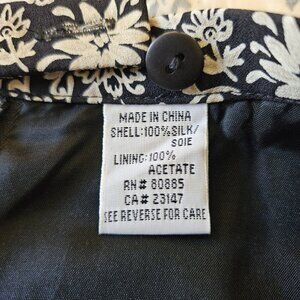 MADE IN CHINA
SHELL:100%SILK/
SOIE
LINING:100%
ACETATE
RN# 80885
CA# 23147
SEE REVERSE FOR CARE